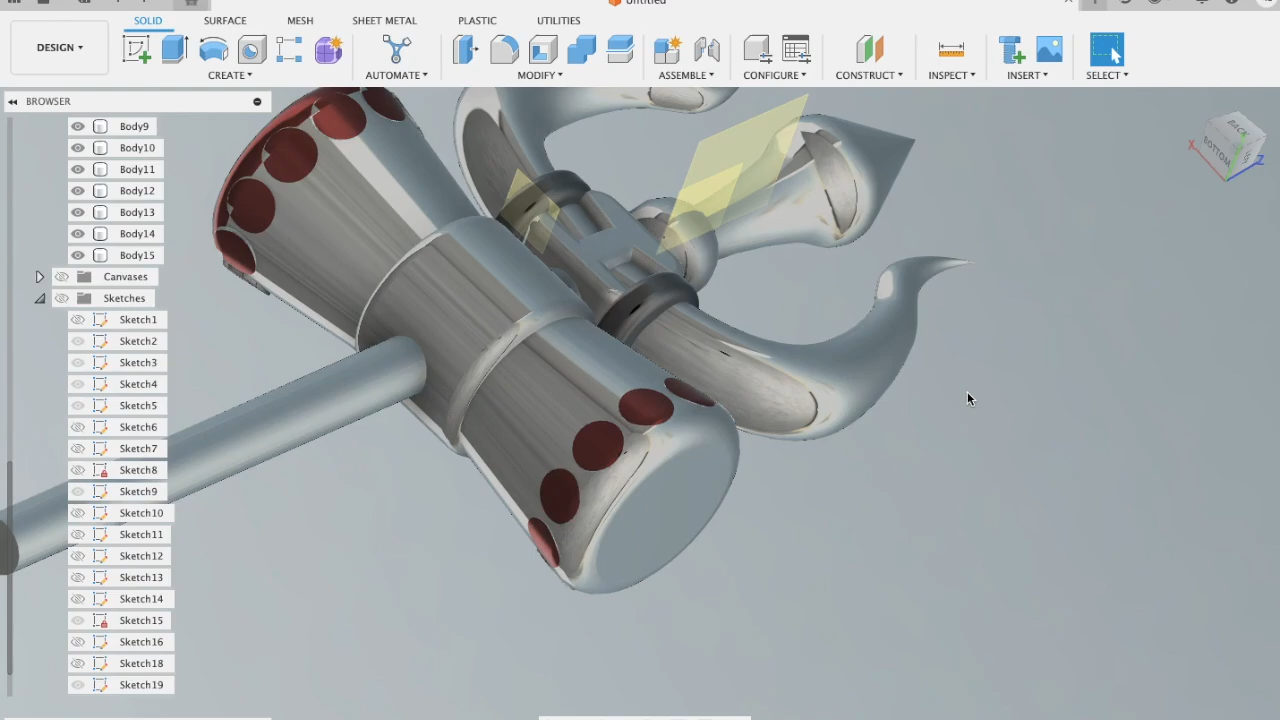 Untitled
SOLID SURFACE MESH SHEET METAL PLASTIC UTILITIES
DESIGN
CREATE AUTOMATE MODIFY ASSEMBLE CONFIGURE CONSTRUCT INSPECT INSERT SELECT
BROWSER
Body9
Body10
Body11
Body12
Body13
Body14
Body15
Canvases
Sketches
Sketch1
Sketch2
Sketch3
Sketch4
Sketch5
Sketch6
Sketch7
Sketch8
Sketch9
Sketch10
Sketch11
Sketch12
Sketch13
Sketch14
Sketch15
Sketch16
Sketch18
Sketch19
BACK
BOTTOM
X
Z